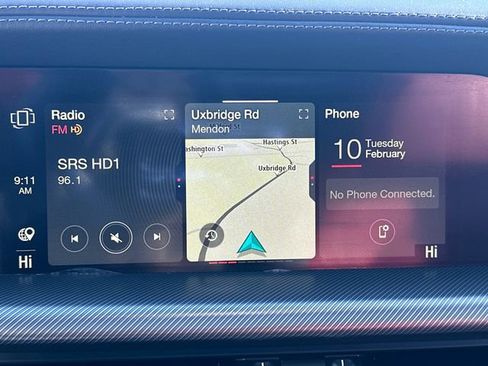 Radio
FM HD
SRS HD1
96.1
9:11
AM
Hi
Uxbridge Rd
Mendon
ashington St
Hastings St
Uxbridge Rd
Phone
10 Tuesday
February
No Phone Connected.
Hi